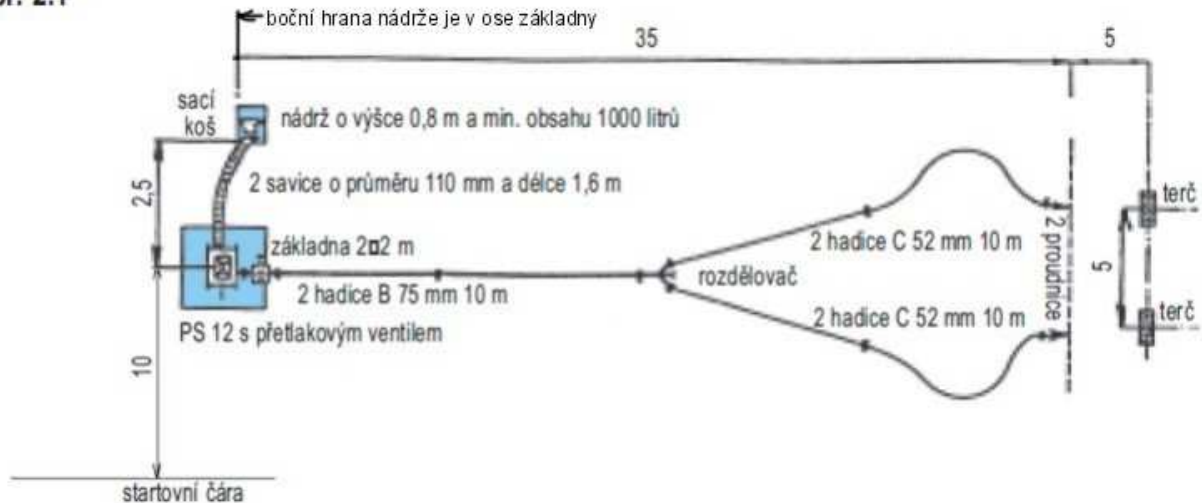 boční hrana nádrže je v ose základny
35
5
sací
koš
nádrž o výšce 0,8 m a min. obsahu 1000 litrů
2,5
2 savice o průměru 110 mm a délce 1,6 m
terč
základna 2□2 m
2 hadice C 52 mm 10 m
2 proudnice
5
rozdělovač
2 hadice B 75 mm 10 m
2 hadice C 52 mm 10 m
terč
PS 12 s přetlakovým ventilem
10
startovní čára